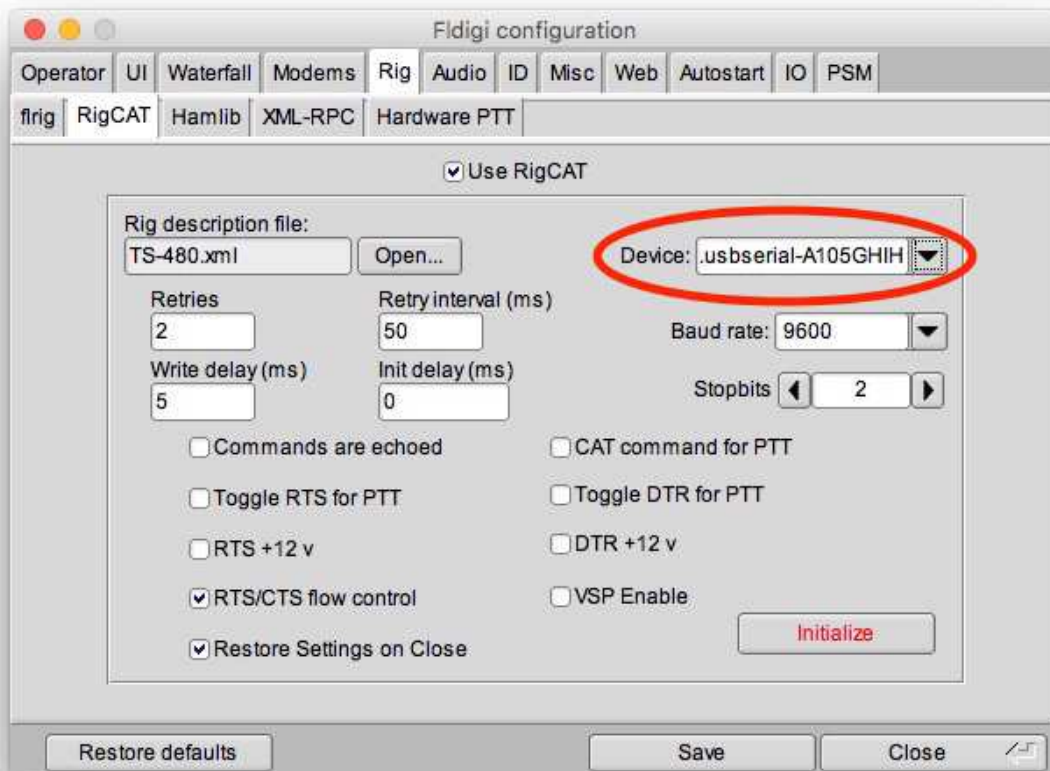 Fldigi configuration
Operator UI Waterfall Modems Rig Audio ID Misc Web Autostart IO PSM
flrig RigCAT Hamlib XML-RPC Hardware PTT
Use RigCAT
Rig description file:
TS-480.xml Open... Device: .usbserial-A105GHIH
Retries Retry interval (ms)
2 50 Baud rate: 9600
Write delay (ms) Init delay (ms)
5 0 Stopbits 2
Commands are echoed CAT command for PTT
Toggle RTS for PTT Toggle DTR for PTT
RTS +12 v DTR +12 v
RTS/CTS flow control VSP Enable
Initialize
Restore Settings on Close
Restore defaults Save Close